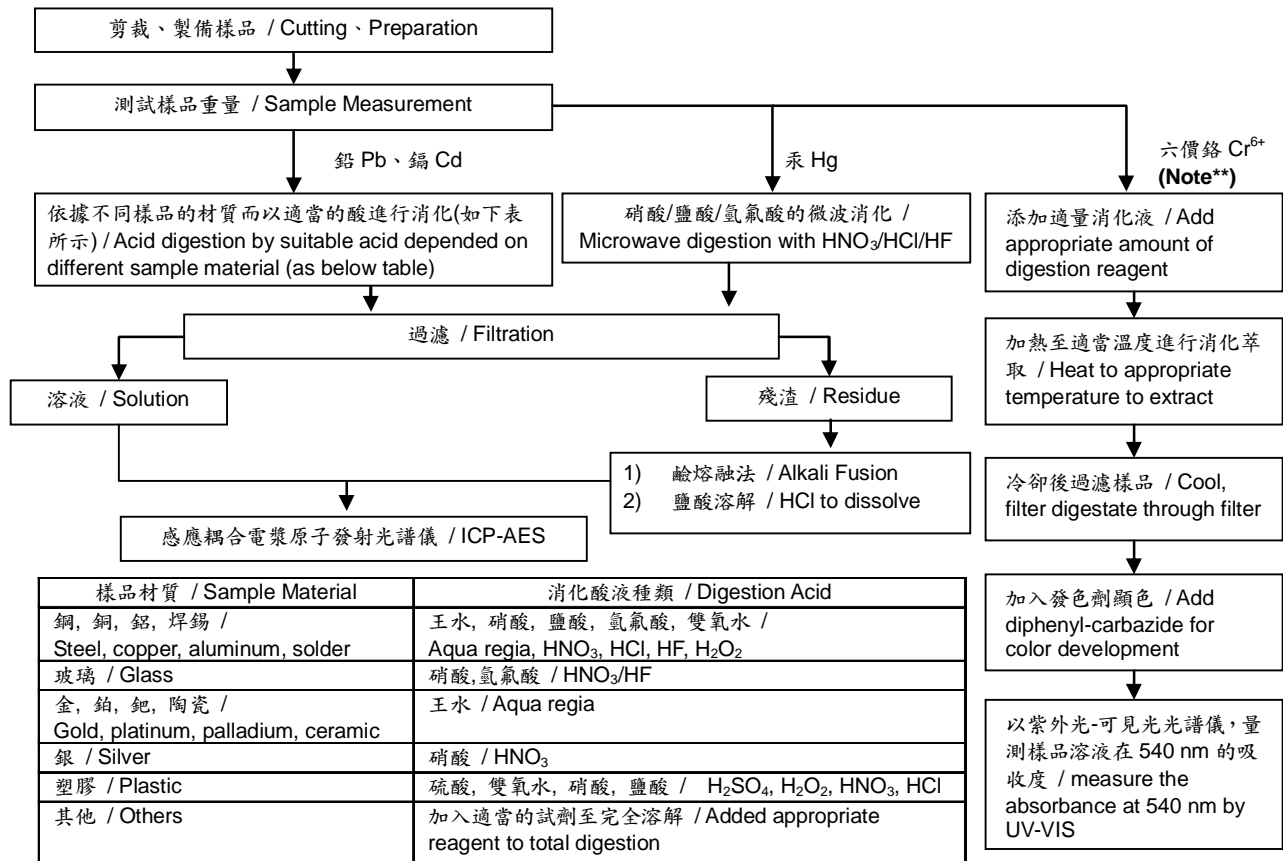 剪裁、製備樣品 / Cutting、Preparation
測試樣品重量 / Sample Measurement
鉛 Pb、鎘 Cd
汞 Hg
六價鉻 Cr⁶⁺
(Note**)
依據不同樣品的材質而以適當的酸進行消化(如下表
所示) / Acid digestion by suitable acid depended on
different sample material (as below table)
硝酸/鹽酸/氫氟酸的微波消化 /
Microwave digestion with HNO₃/HCl/HF
添加適量消化液 / Add
appropriate amount of
digestion reagent
過濾 / Filtration
加熱至適當溫度進行消化萃
取 / Heat to appropriate
temperature to extract
溶液 / Solution
殘渣 / Residue
1) 鹼熔融法 / Alkali Fusion
2) 鹽酸溶解 / HCl to dissolve
冷卻後過濾樣品 / Cool,
filter digestate through filter
感應耦合電漿原子發射光譜儀 / ICP-AES
加入發色劑顯色 / Add
diphenyl-carbazide for
color development
以紫外光-可見光光譜儀，量
測樣品溶液在 540 nm 的吸
收度 / measure the
absorbance at 540 nm by
UV-VIS
樣品材質 / Sample Material
消化酸液種類 / Digestion Acid
鋼, 銅, 鋁, 焊錫 /
Steel, copper, aluminum, solder
王水, 硝酸, 鹽酸, 氫氟酸, 雙氧水 /
Aqua regia, HNO₃, HCl, HF, H₂O₂
玻璃 / Glass
硝酸,氫氟酸 / HNO₃/HF
金, 鉑, 鈀, 陶瓷 /
Gold, platinum, palladium, ceramic
王水 / Aqua regia
銀 / Silver
硝酸 / HNO₃
塑膠 / Plastic
硫酸, 雙氧水, 硝酸, 鹽酸 / H₂SO₄, H₂O₂, HNO₃, HCl
其他 / Others
加入適當的試劑至完全溶解 / Added appropriate
reagent to total digestion